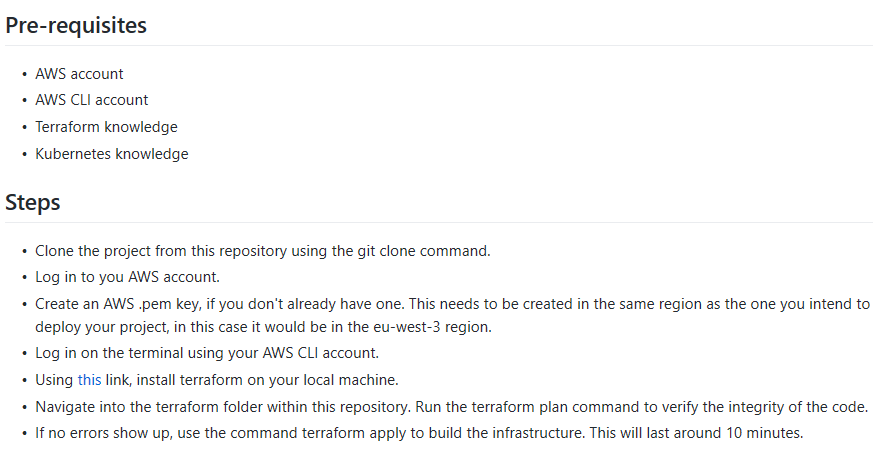 Pre-requisites
• AWS account
• AWS CLI account
• Terraform knowledge
• Kubernetes knowledge
Steps
• Clone the project from this repository using the git clone command.
• Log in to you AWS account.
• Create an AWS .pem key, if you don't already have one. This needs to be created in the same region as the one you intend to
deploy your project, in this case it would be in the eu-west-3 region.
• Log in on the terminal using your AWS CLI account.
• Using this link, install terraform on your local machine.
• Navigate into the terraform folder within this repository. Run the terraform plan command to verify the integrity of the code.
• If no errors show up, use the command terraform apply to build the infrastructure. This will last around 10 minutes.